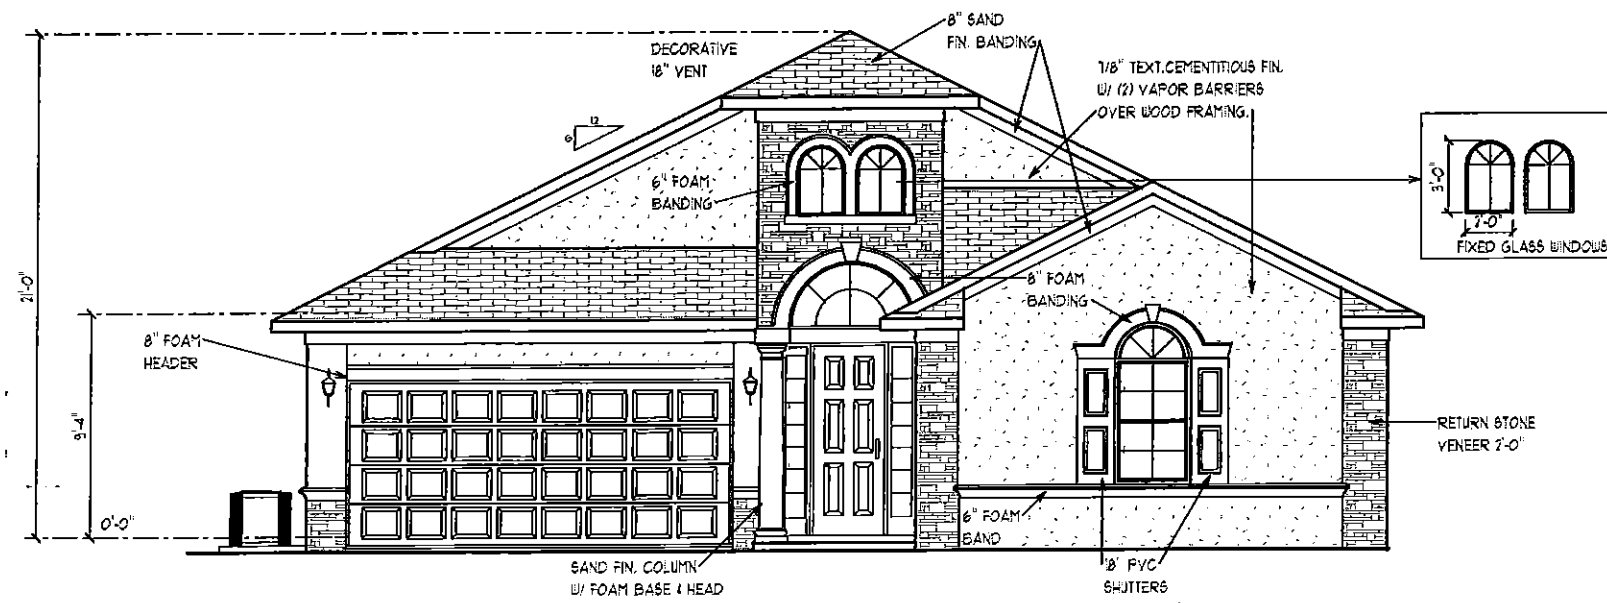 8" SAND
FIN. BANDING
DECORATIVE
18" VENT
7/8" TEXT.CEMENTITIOUS FIN.
W/ (2) VAPOR BARRIERS
OVER WOOD FRAMING.
12
6
6" FOAM
BANDING
3'-0"
2'-0"
FIXED GLASS WINDOWS
21'-0"
8" FOAM
BANDING
8" FOAM
HEADER
9'-4"
RETURN STONE
VENEER 2'-0"
0'-0"
6" FOAM
BAND
SAND FIN. COLUMN
W/ FOAM BASE & HEAD
18" PVC
SHUTTERS